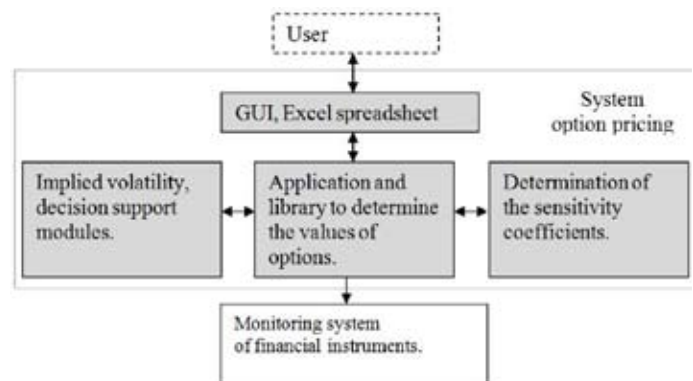 User
GUI, Excel spreadsheet
System
option pricing
Implied volatility,
decision support
modules.
Application and
library to determine
the values of
options.
Determination of
the sensitivity
coefficients.
Monitoring system
of financial instruments.